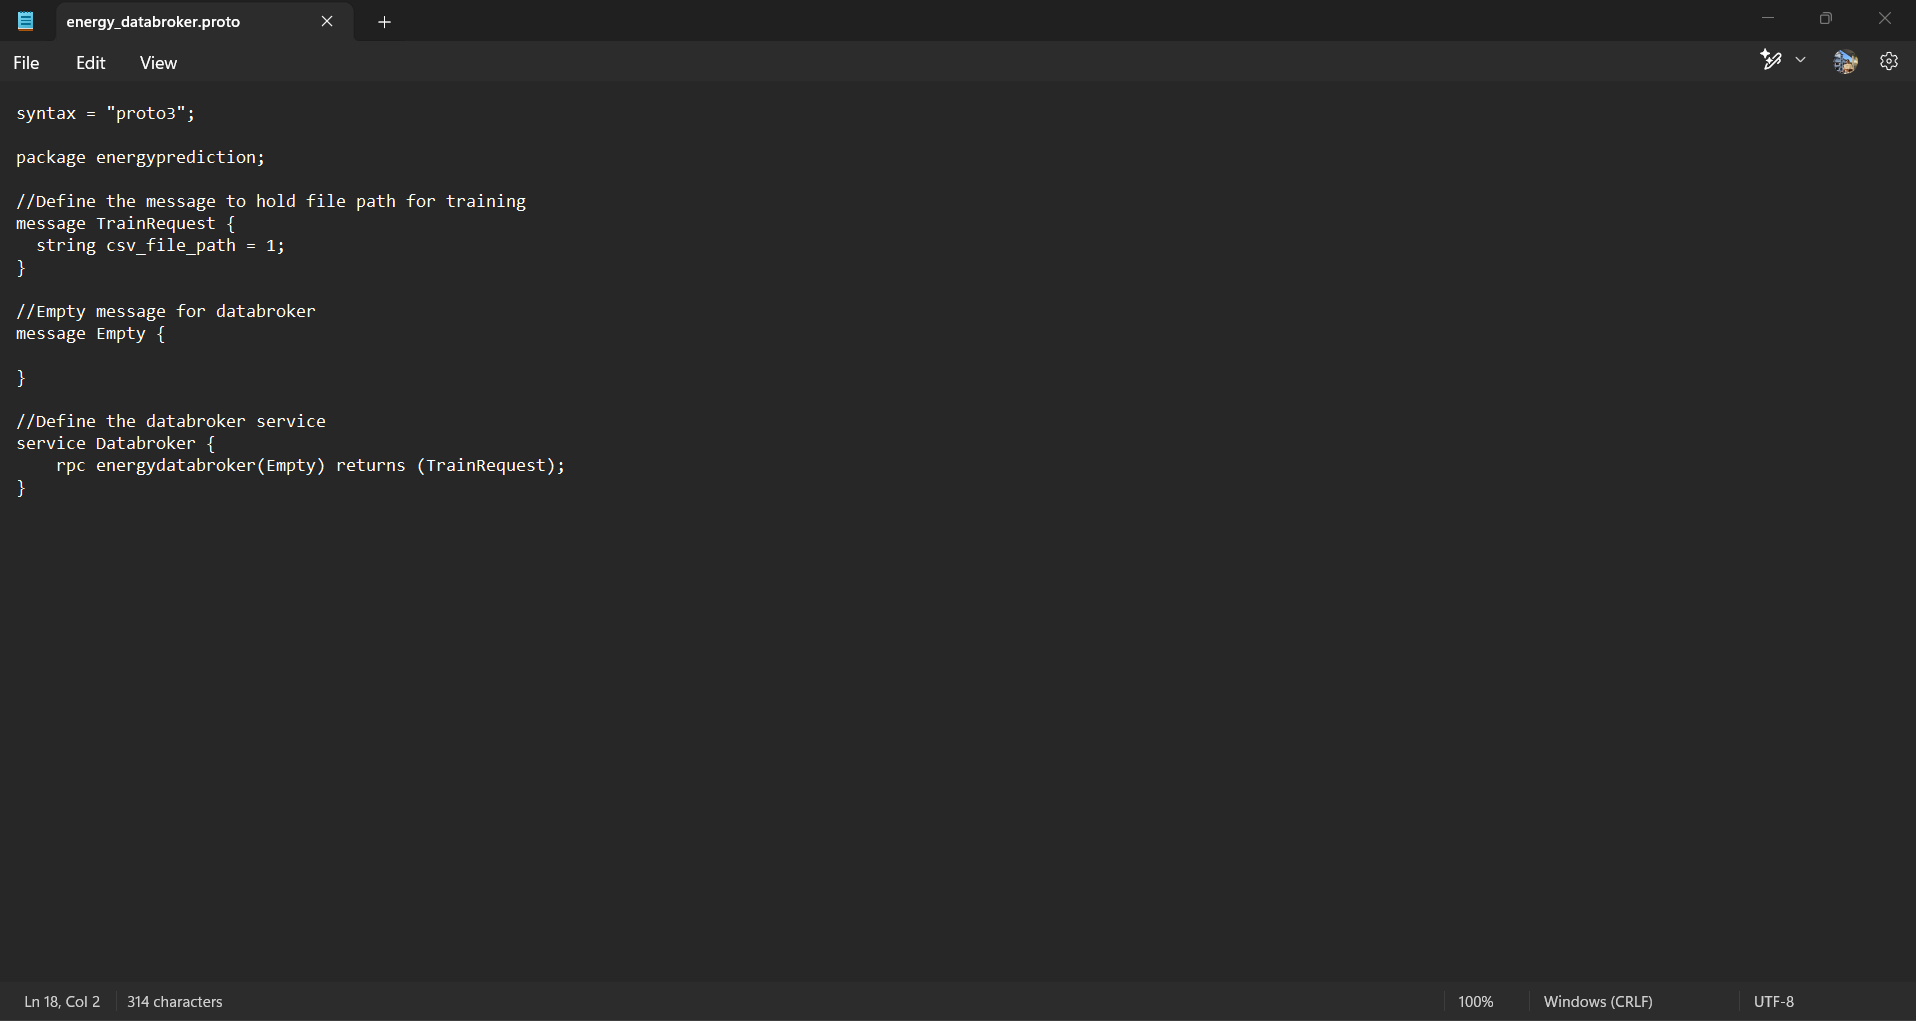 energy_databroker.proto
File Edit View
syntax = "proto3";
package energyprediction;
//Define the message to hold file path for training
message TrainRequest {
  string csv_file_path = 1;
}
//Empty message for databroker
message Empty {
}
//Define the databroker service
service Databroker {
    rpc energydatabroker(Empty) returns (TrainRequest);
}
Ln 18, Col 2 314 characters 100% Windows (CRLF) UTF-8